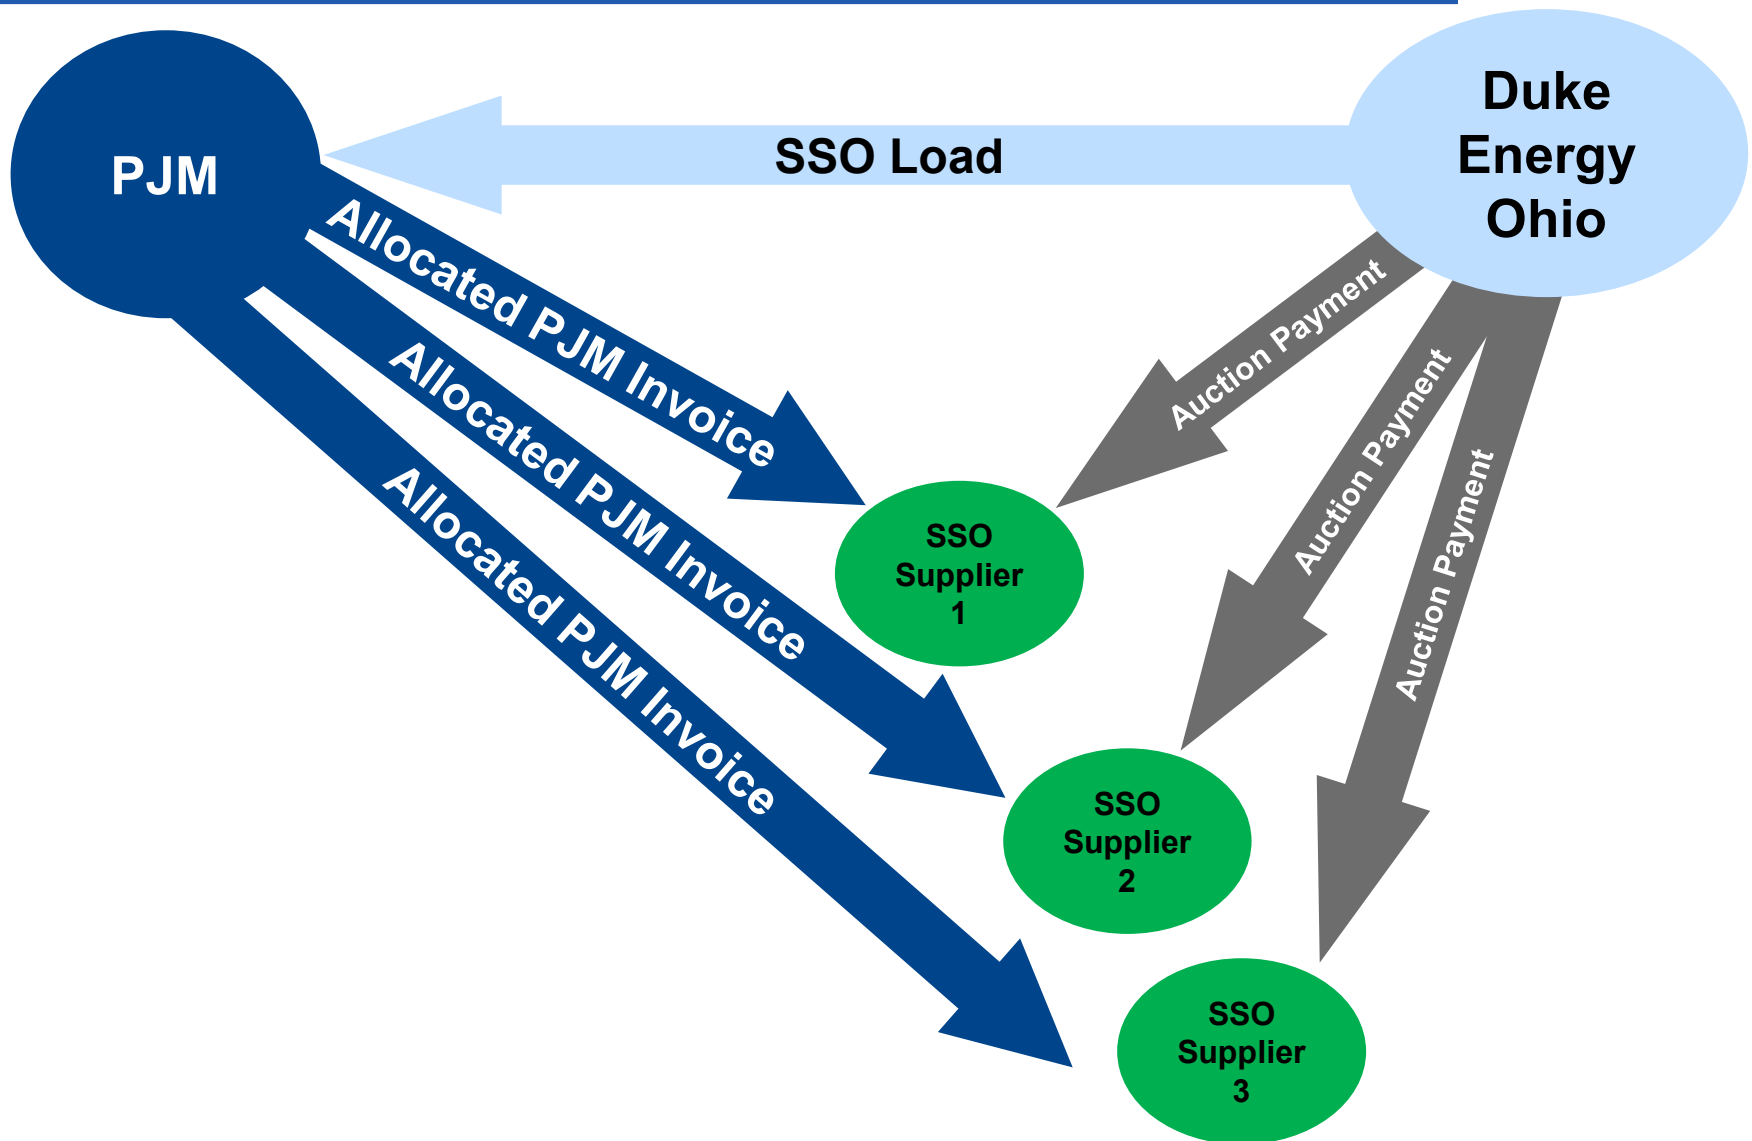 PJM
SSO Load
Duke
Energy
Ohio
Allocated PJM Invoice
Allocated PJM Invoice
Allocated PJM Invoice
Auction Payment
Auction Payment
Auction Payment
SSO
Supplier
1
SSO
Supplier
2
SSO
Supplier
3